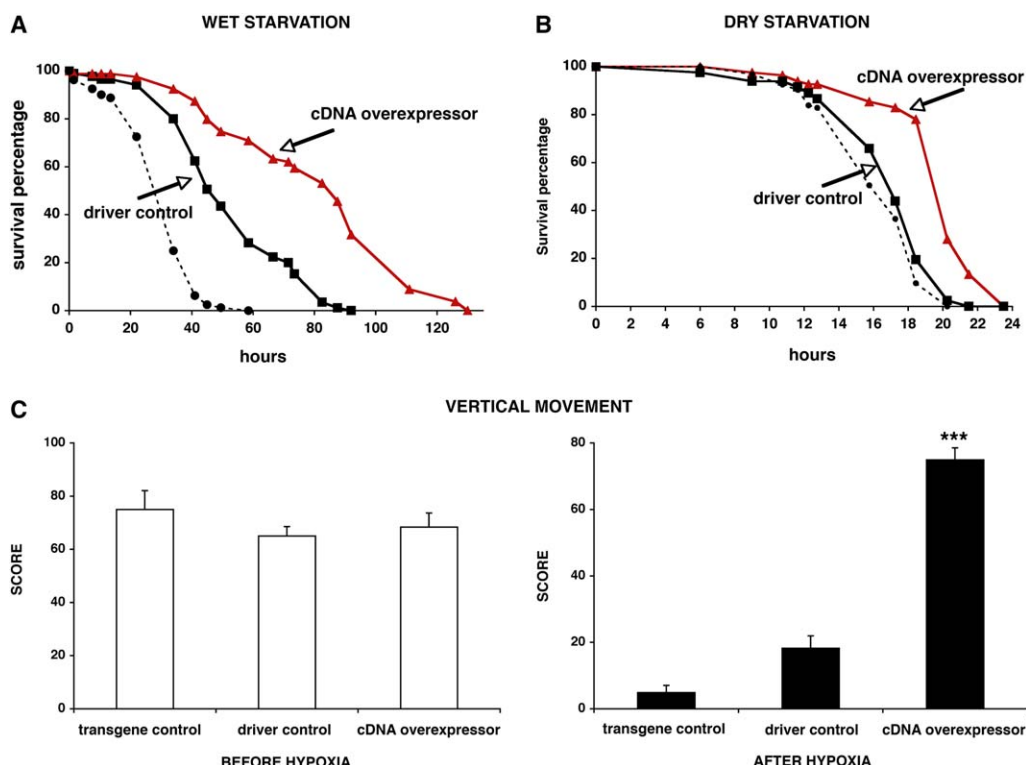 A
WET STARVATION
100
80
60
40
20
0
survival percentage
cDNA overexpressor
driver control
0 20 40 60 80 100 120
hours
B
DRY STARVATION
100
80
60
40
20
0
Survival percentage
cDNA overexpressor
driver control
0 2 4 6 8 10 12 14 16 18 20 22 24
hours
C
VERTICAL MOVEMENT
100
80
60
40
20
0
SCORE
transgene control driver control cDNA overexpressor
BEFORE HYPOXIA
80
60
40
20
0
SCORE
***
transgene control driver control cDNA overexpressor
AFTER HYPOXIA